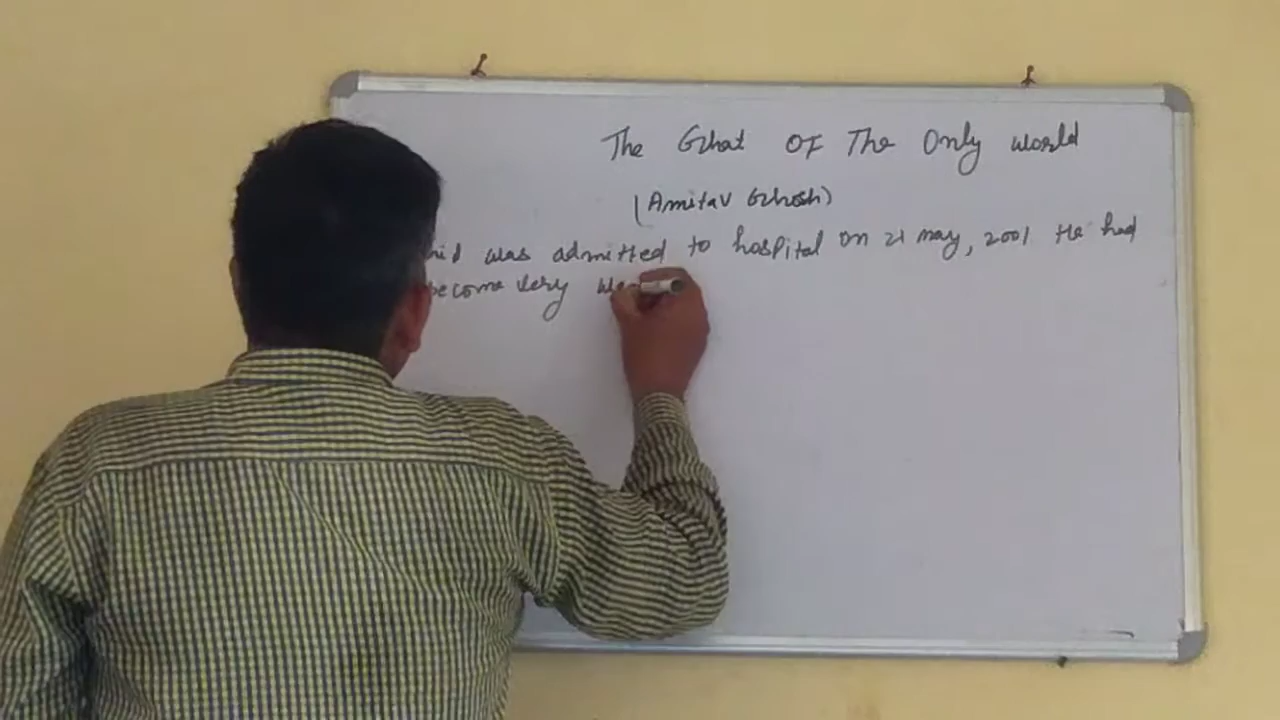 The Ghat OF The Only World
(Amitav Ghosh)
was admitted to hospital on 21 may, 2001 He had
become very